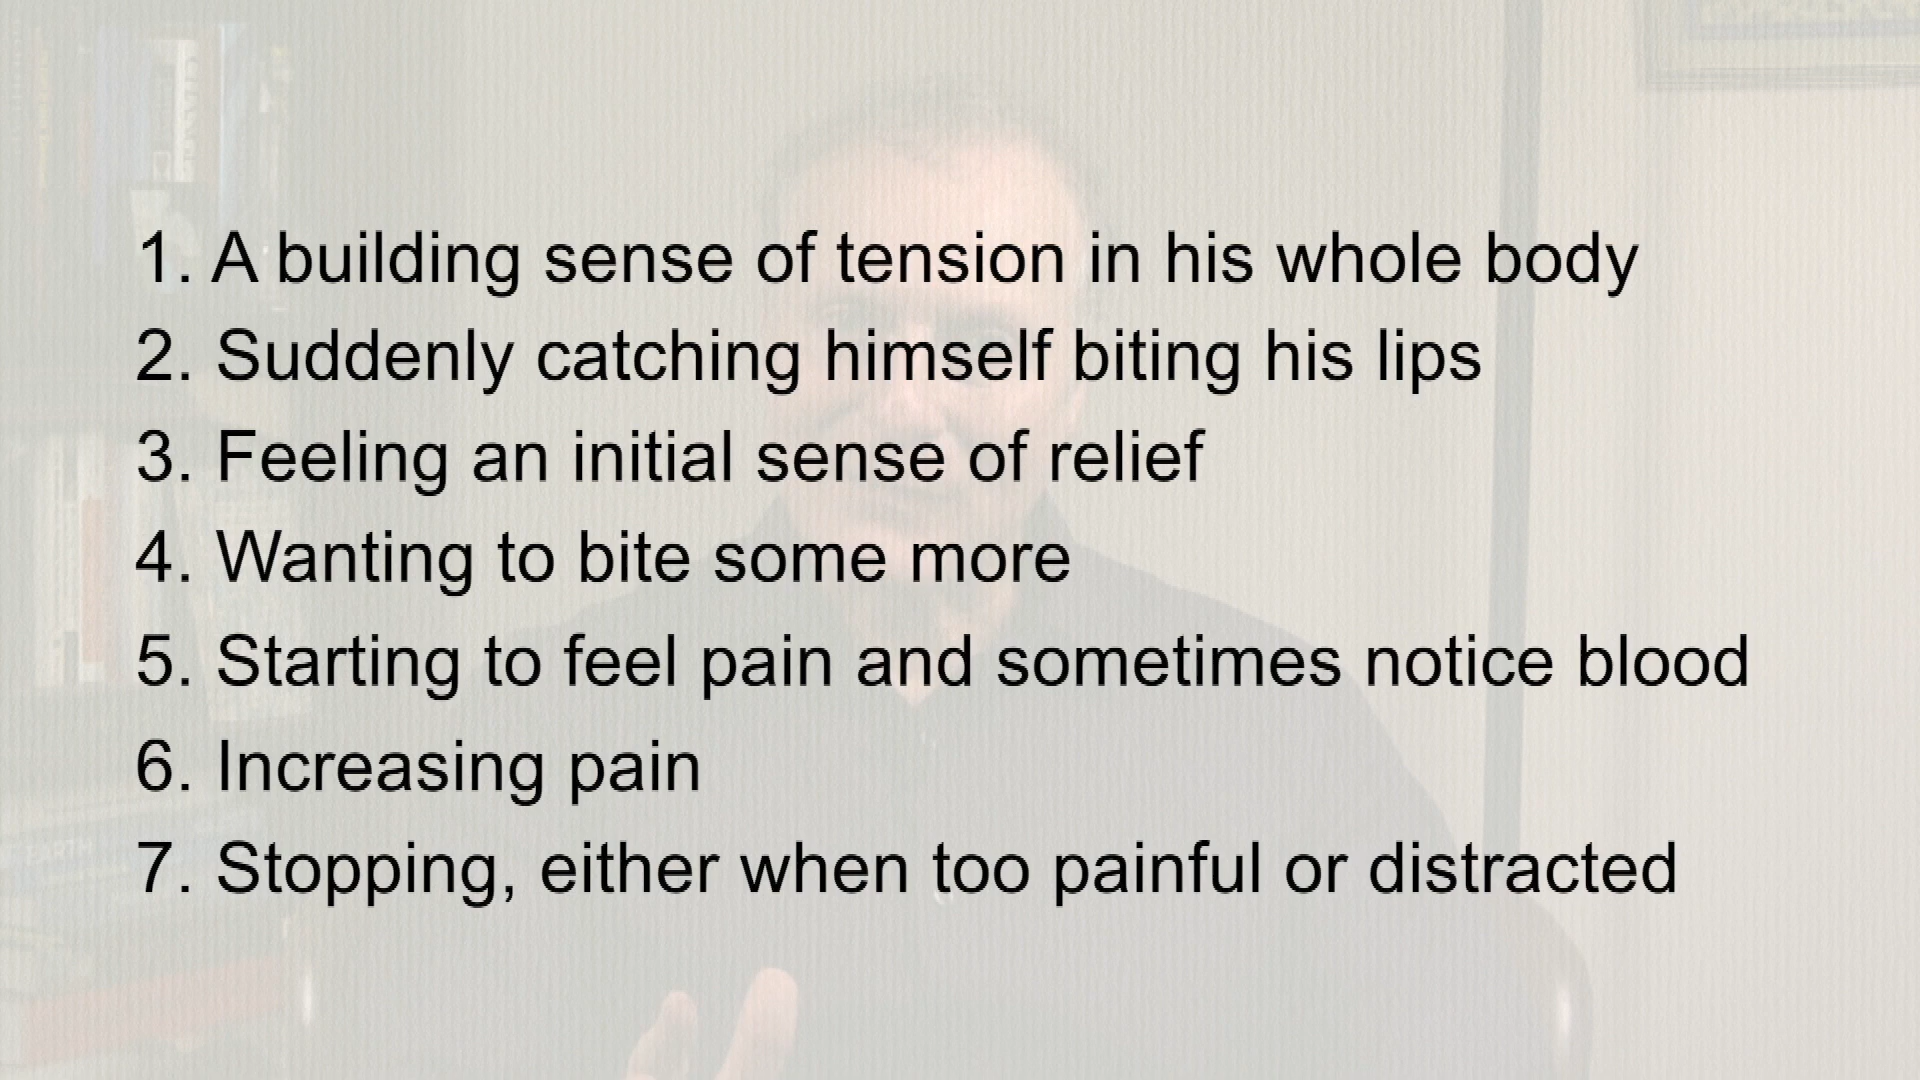 1. A building sense of tension in his whole body
2. Suddenly catching himself biting his lips
3. Feeling an initial sense of relief
4. Wanting to bite some more
5. Starting to feel pain and sometimes notice blood
6. Increasing pain
7. Stopping, either when too painful or distracted
EARTH